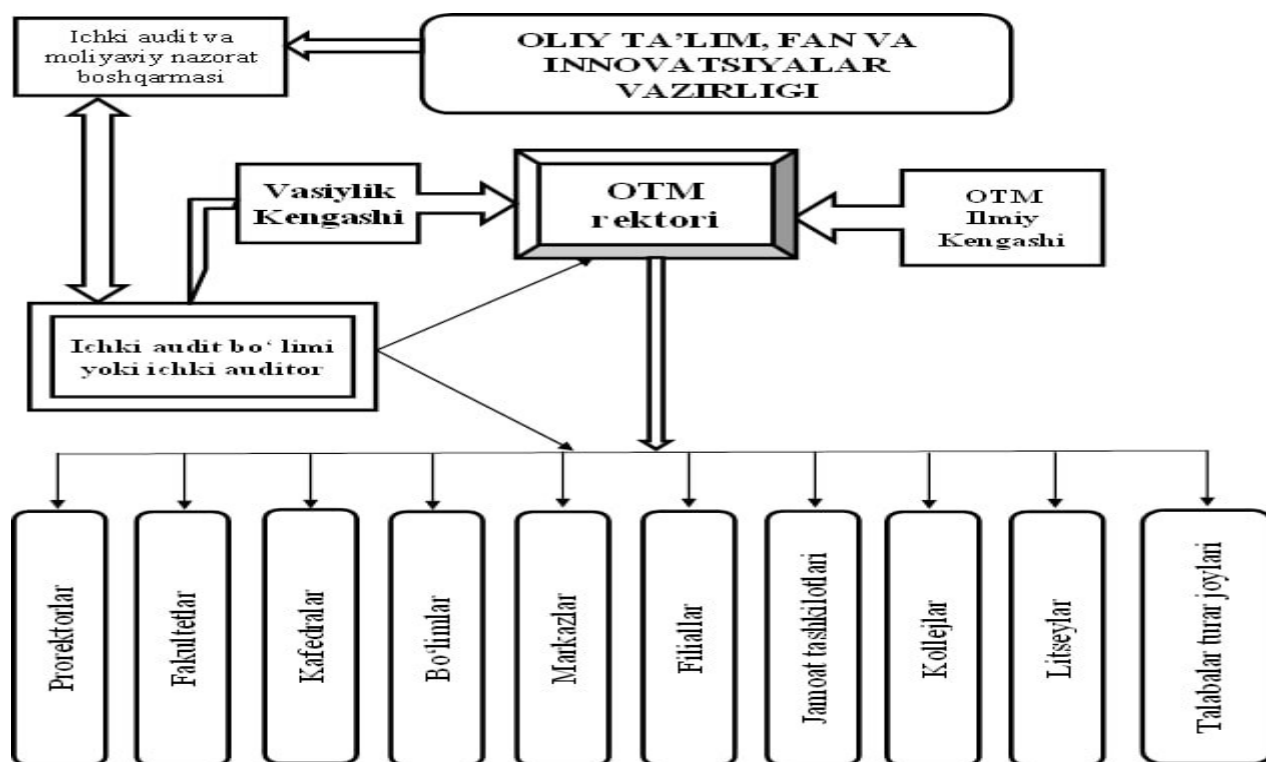 Ichki audit va
moliyaviy nazorat
boshqarmasi
OLIY TA’LIM, FAN VA
INNOVATSIYALAR
VAZIRLIGI
Vasiylik
Kengashi
OTM
rektori
OTM
Ilmiy
Kengashi
Ichki audit bo‘ limi
yoki ichki auditor
Prorektorlar
Fakultetlar
Kafedralar
Bo‘limlar
Markazlar
Filiallar
Jamoat tashkilotlari
Kollejlar
Litseylar
Talabalar turar joylari